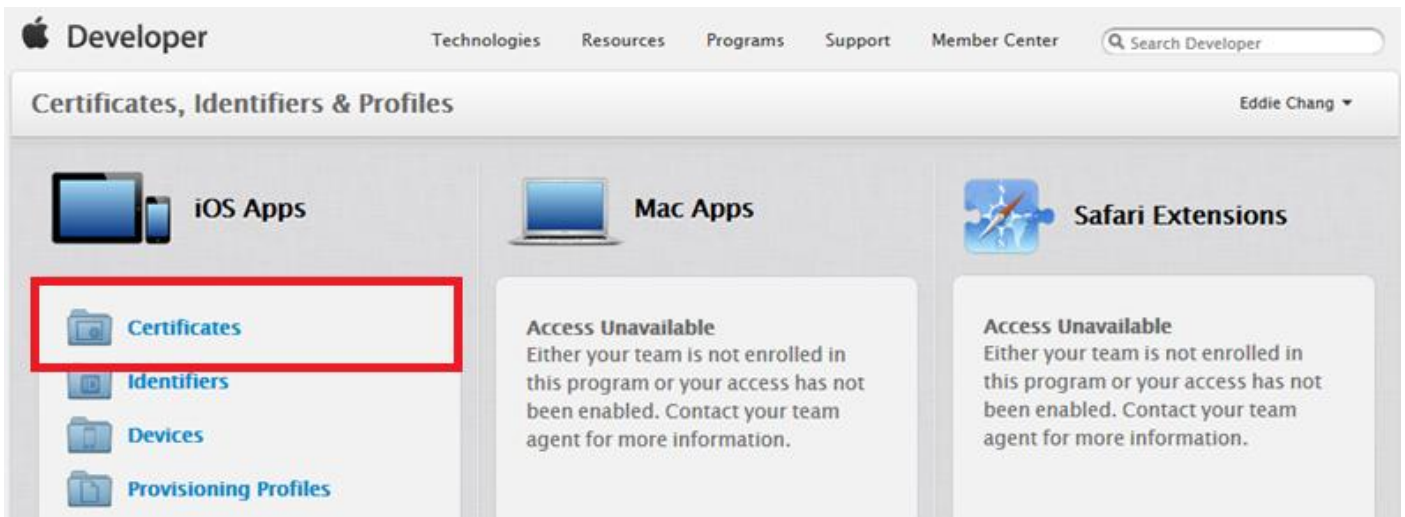 Developer
Technologies Resources Programs Support Member Center Search Developer
Certificates, Identifiers & Profiles
Eddie Chang
iOS Apps
Certificates
Identifiers
Devices
Provisioning Profiles
Mac Apps
Access Unavailable
Either your team is not enrolled in
this program or your access has not
been enabled. Contact your team
agent for more information.
Safari Extensions
Access Unavailable
Either your team is not enrolled in
this program or your access has not
been enabled. Contact your team
agent for more information.